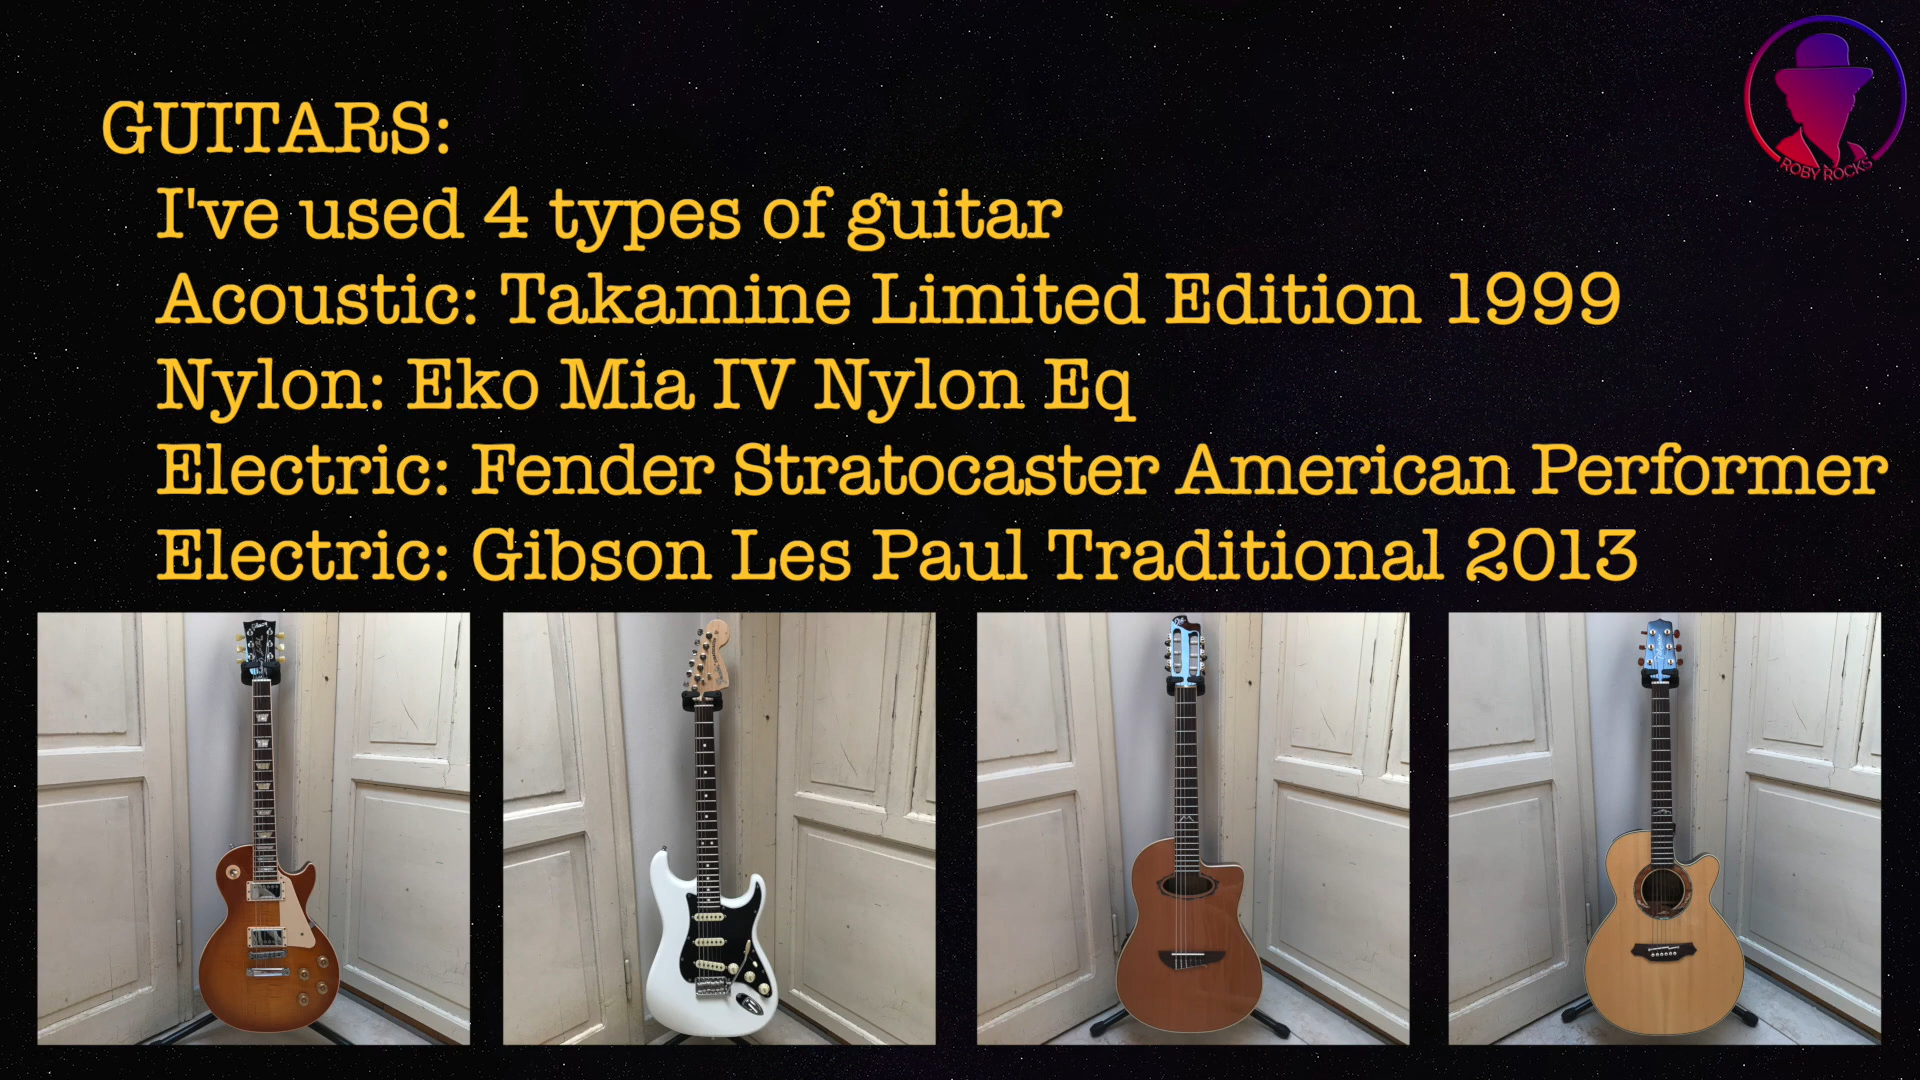 GUITARS:
I've used 4 types of guitar
Acoustic: Takamine Limited Edition 1999
Nylon: Eko Mia IV Nylon Eq
Electric: Fender Stratocaster American Performer
Electric: Gibson Les Paul Traditional 2013
ROBY ROCKS
Gibson